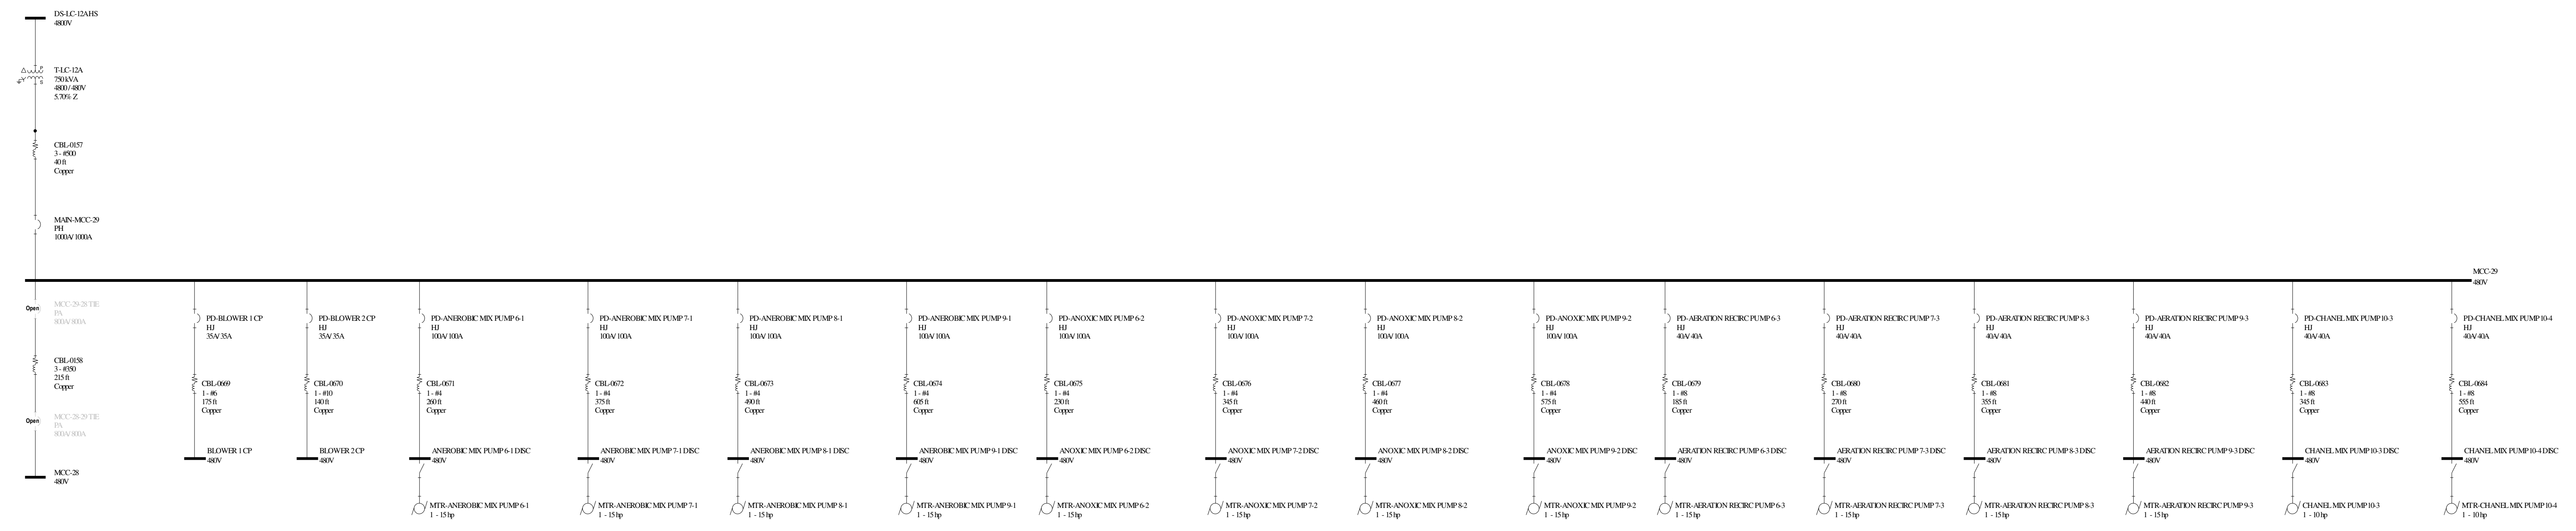 DS-LC-12AHS
4800V
P
S
T-LC-12A
750 kVA
4800 / 480V
5.70% Z
CBL-0157
3 - #500
40 ft
Copper
MAIN-MCC-29
PH
1000A/1000A
MCC-29
480V
Open
MCC-29-28 TIE
PA
800A/800A
CBL-0158
3 - #350
215 ft
Copper
Open
MCC-28-29 TIE
PA
800A/800A
MCC-28
480V
PD-BLOWER 1 CP
HJ
35A/35A
CBL-0669
1 - #6
175 ft
Copper
BLOWER 1 CP
480V
PD-BLOWER 2 CP
HJ
35A/35A
CBL-0670
1 - #10
140 ft
Copper
BLOWER 2 CP
480V
PD-ANEROBIC MIX PUMP 6-1
HJ
100A/100A
CBL-0671
1 - #4
260 ft
Copper
ANEROBIC MIX PUMP 6-1 DISC
480V
MTR-ANEROBIC MIX PUMP 6-1
1 - 15 hp
PD-ANEROBIC MIX PUMP 7-1
HJ
100A/100A
CBL-0672
1 - #4
375 ft
Copper
ANEROBIC MIX PUMP 7-1 DISC
480V
MTR-ANEROBIC MIX PUMP 7-1
1 - 15 hp
PD-ANEROBIC MIX PUMP 8-1
HJ
100A/100A
CBL-0673
1 - #4
490 ft
Copper
ANEROBIC MIX PUMP 8-1 DISC
480V
MTR-ANEROBIC MIX PUMP 8-1
1 - 15 hp
PD-ANEROBIC MIX PUMP 9-1
HJ
100A/100A
CBL-0674
1 - #4
605 ft
Copper
ANEROBIC MIX PUMP 9-1 DISC
480V
MTR-ANEROBIC MIX PUMP 9-1
1 - 15 hp
PD-ANOXIC MIX PUMP 6-2
HJ
100A/100A
CBL-0675
1 - #4
230 ft
Copper
ANOXIC MIX PUMP 6-2 DISC
480V
MTR-ANOXIC MIX PUMP 6-2
1 - 15 hp
PD-ANOXIC MIX PUMP 7-2
HJ
100A/100A
CBL-0676
1 - #4
345 ft
Copper
ANOXIC MIX PUMP 7-2 DISC
480V
MTR-ANOXIC MIX PUMP 7-2
1 - 15 hp
PD-ANOXIC MIX PUMP 8-2
HJ
100A/100A
CBL-0677
1 - #4
460 ft
Copper
ANOXIC MIX PUMP 8-2 DISC
480V
MTR-ANOXIC MIX PUMP 8-2
1 - 15 hp
PD-ANOXIC MIX PUMP 9-2
HJ
100A/100A
CBL-0678
1 - #4
575 ft
Copper
ANOXIC MIX PUMP 9-2 DISC
480V
MTR-ANOXIC MIX PUMP 9-2
1 - 15 hp
PD-AERATION RECIRC PUMP 6-3
HJ
40A/40A
CBL-0679
1 - #8
185 ft
Copper
AERATION RECIRC PUMP 6-3 DISC
480V
MTR-AERATION RECIRC PUMP 6-3
1 - 15 hp
PD-AERATION RECIRC PUMP 7-3
HJ
40A/40A
CBL-0680
1 - #8
270 ft
Copper
AERATION RECIRC PUMP 7-3 DISC
480V
MTR-AERATION RECIRC PUMP 7-3
1 - 15 hp
PD-AERATION RECIRC PUMP 8-3
HJ
40A/40A
CBL-0681
1 - #8
355 ft
Copper
AERATION RECIRC PUMP 8-3 DISC
480V
MTR-AERATION RECIRC PUMP 8-3
1 - 15 hp
PD-AERATION RECIRC PUMP 9-3
HJ
40A/40A
CBL-0682
1 - #8
440 ft
Copper
AERATION RECIRC PUMP 9-3 DISC
480V
MTR-AERATION RECIRC PUMP 9-3
1 - 15 hp
PD-CHANEL MIX PUMP 10-3
HJ
40A/40A
CBL-0683
1 - #8
345 ft
Copper
CHANEL MIX PUMP 10-3 DISC
480V
CHANEL MIX PUMP 10-3
1 - 10 hp
PD-CHANEL MIX PUMP 10-4
HJ
40A/40A
CBL-0684
1 - #8
555 ft
Copper
CHANEL MIX PUMP 10-4 DISC
480V
MTR-CHANEL MIX PUMP 10-4
1 - 10 hp